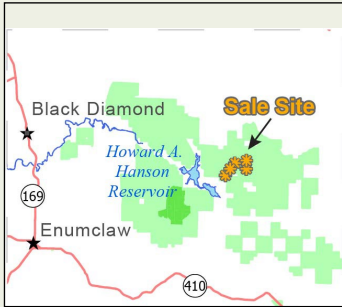 Black Diamond
Sale Site
Howard A.
Hanson
Reservoir
169
Enumclaw
410